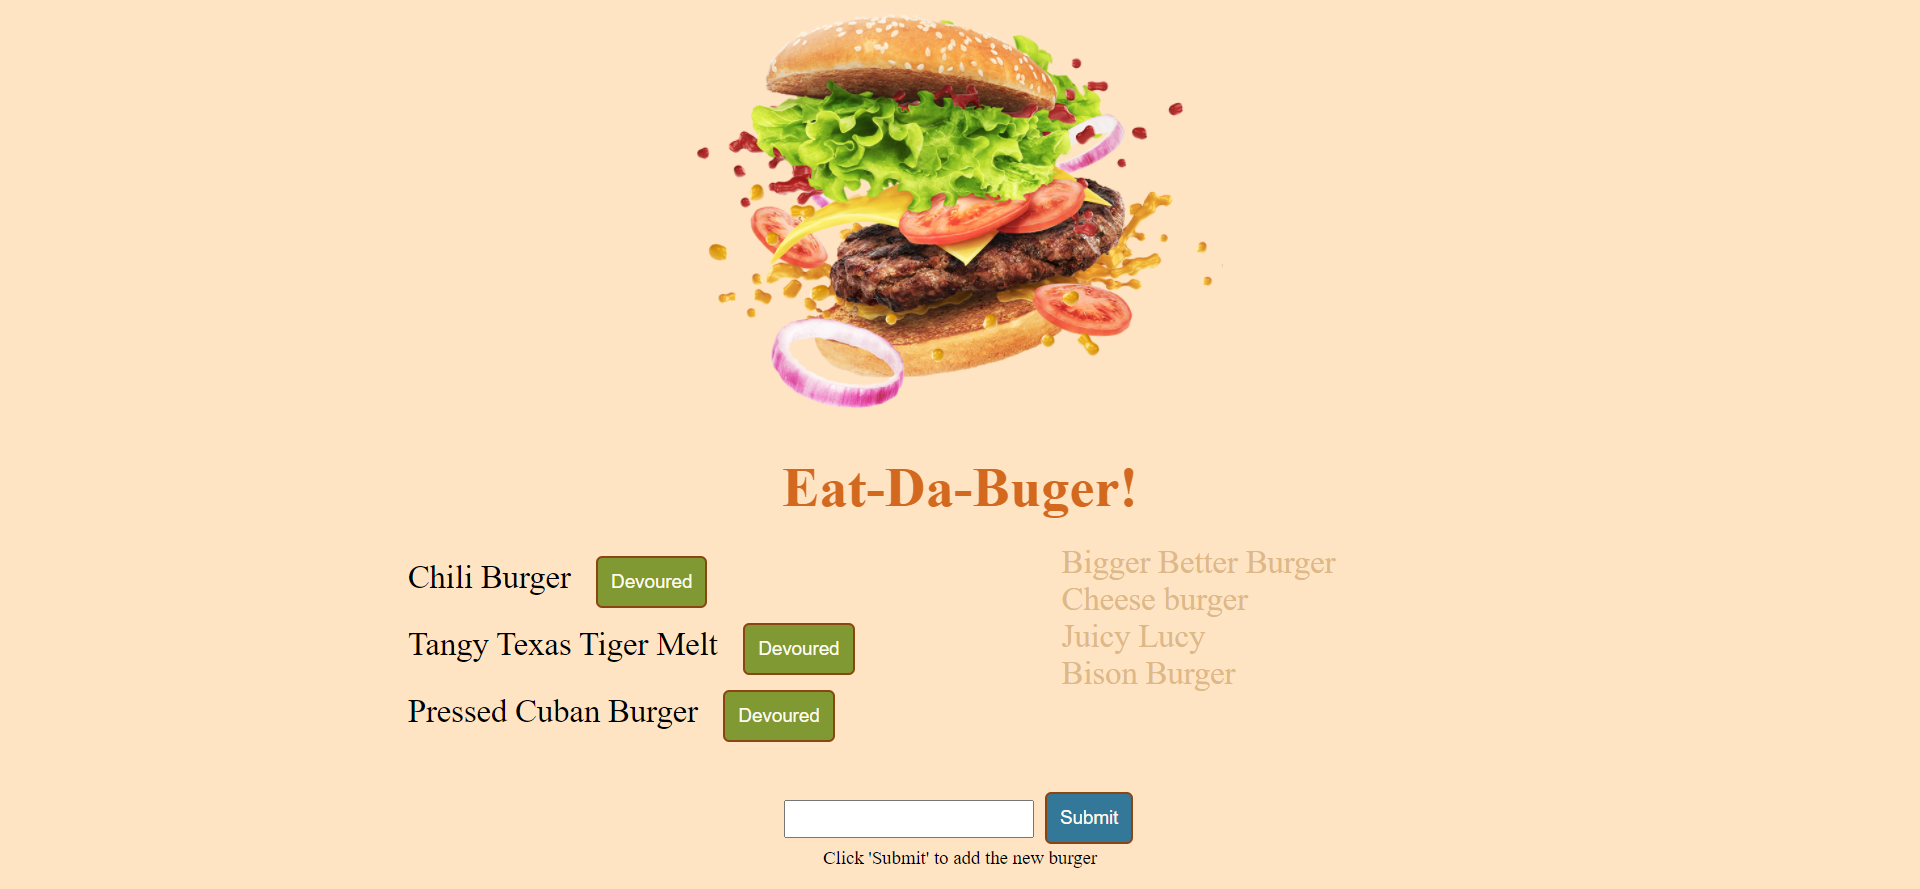 Eat-Da-Buger!
Chili Burger Devoured
Tangy Texas Tiger Melt Devoured
Pressed Cuban Burger Devoured
Bigger Better Burger
Cheese burger
Juicy Lucy
Bison Burger
Submit
Click 'Submit' to add the new burger